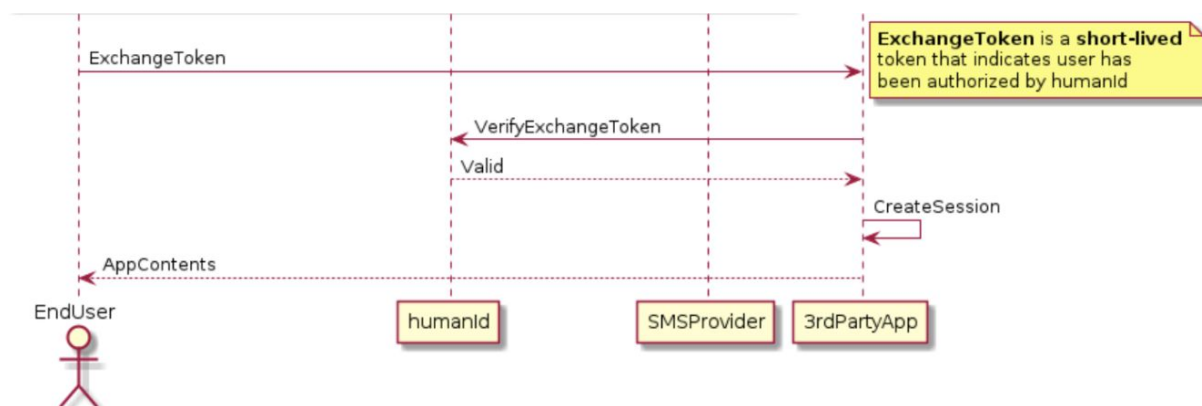 ExchangeToken is a short-lived
token that indicates user has
been authorized by humanId
ExchangeToken
VerifyExchangeToken
Valid
CreateSession
AppContents
EndUser
humanId
SMSProvider
3rdPartyApp